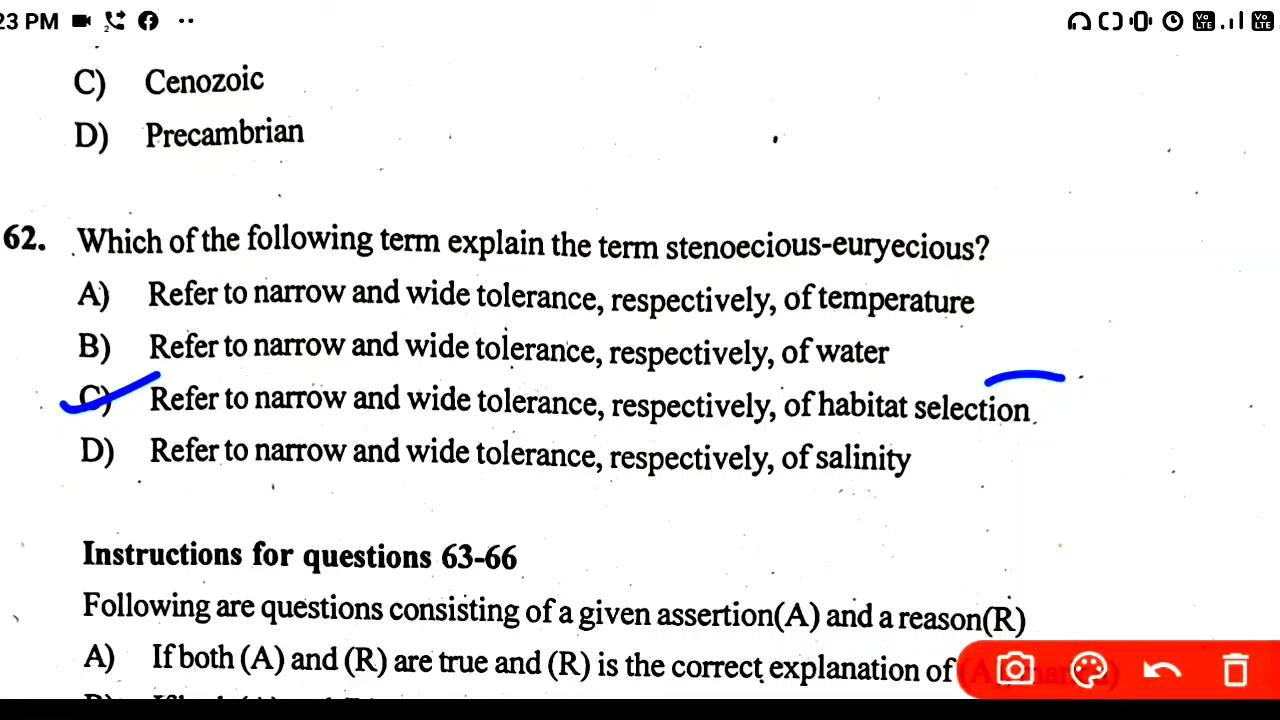 23 PM
C) Cenozoic
D) Precambrian
62. Which of the following term explain the term stenoecious-euryecious?
A) Refer to narrow and wide tolerance, respectively, of temperature
B) Refer to narrow and wide tolerance, respectively, of water
C) Refer to narrow and wide tolerance, respectively, of habitat selection
D) Refer to narrow and wide tolerance, respectively, of salinity
Instructions for questions 63-66
Following are questions consisting of a given assertion(A) and a reason(R)
A) If both (A) and (R) are true and (R) is the correct explanation of